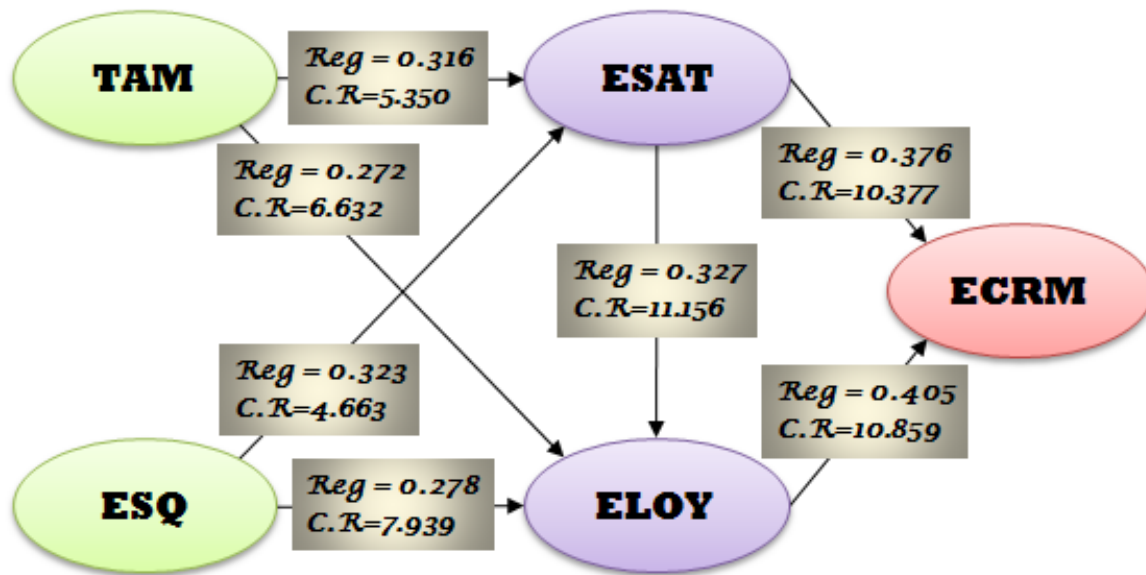 TAM
Reg = 0.316
C.R=5.350
ESAT
Reg = 0.272
C.R=6.632
Reg = 0.376
C.R=10.377
Reg = 0.327
C.R=11.156
ECRM
Reg = 0.323
C.R=4.663
Reg = 0.405
C.R=10.859
ESQ
Reg = 0.278
C.R=7.939
ELOY